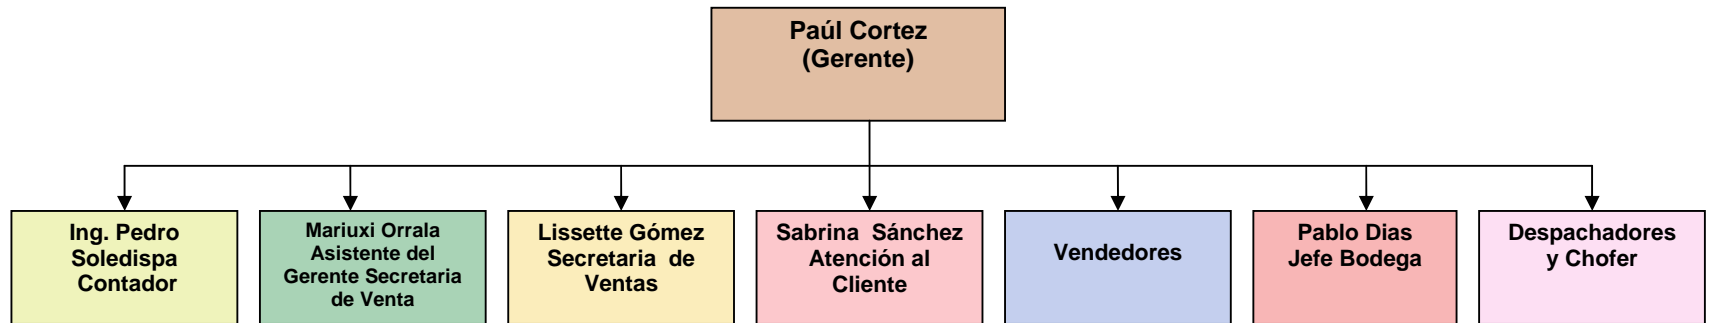 Paúl Cortez
(Gerente)
Ing. Pedro
Soledispa
Contador
Mariuxi Orrala
Asistente del
Gerente Secretaria
de Venta
Lissette Gómez
Secretaria de
Ventas
Sabrina Sánchez
Atención al
Cliente
Vendedores
Pablo Dias
Jefe Bodega
Despachadores
y Chofer